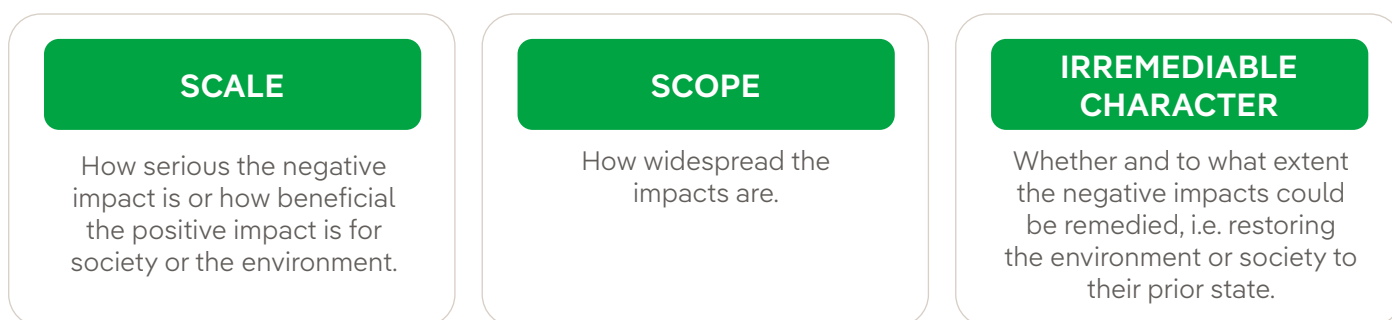 SCALE
How serious the negative
impact is or how beneficial
the positive impact is for
society or the environment.
SCOPE
How widespread the
impacts are.
IRREMEDIABLE
CHARACTER
Whether and to what extent
the negative impacts could
be remedied, i.e. restoring
the environment or society to
their prior state.